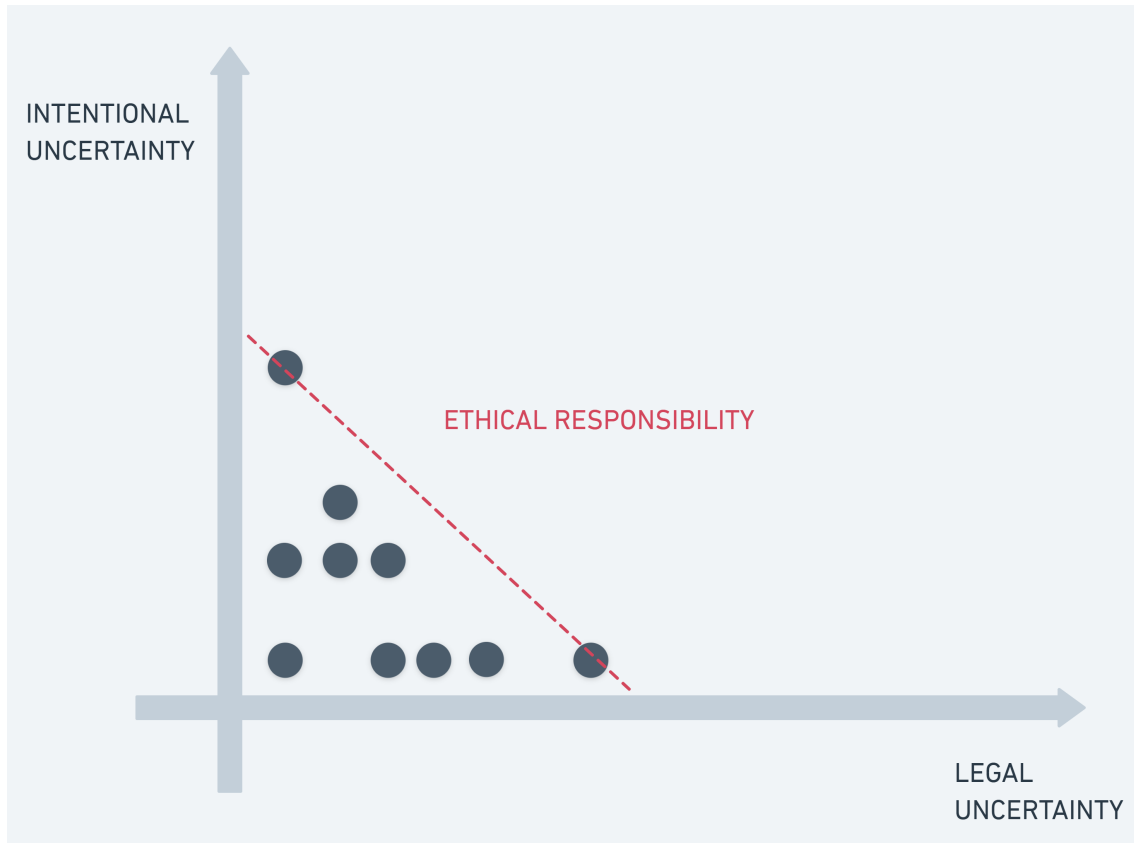 INTENTIONAL
UNCERTAINTY
ETHICAL RESPONSIBILITY
LEGAL
UNCERTAINTY